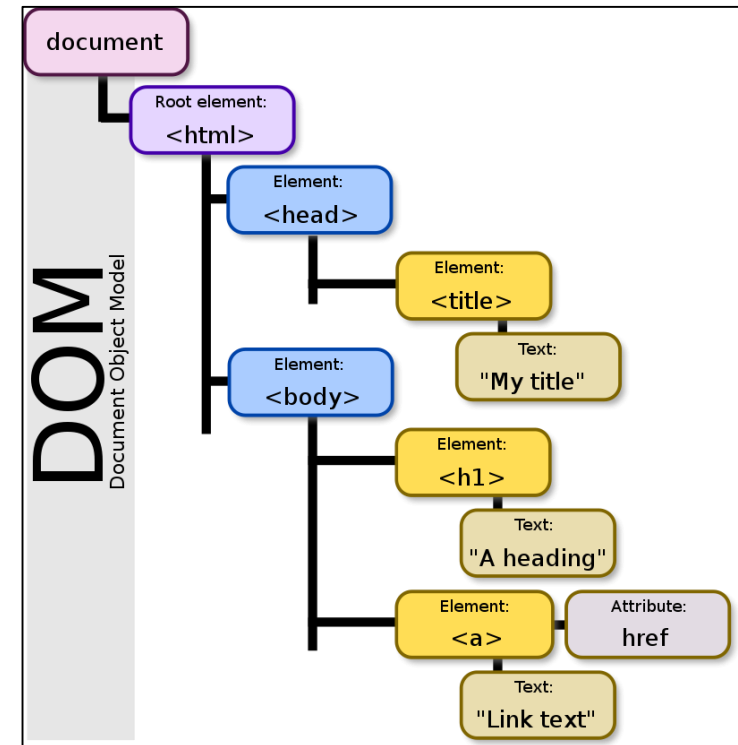 document
Root element:
<html>
Element:
<head>
Element:
<title>
Text:
"My title"
Element:
<body>
Element:
<h1>
Text:
"A heading"
Element:
<a>
Attribute:
href
Text:
"Link text"
DOM
Document Object Model